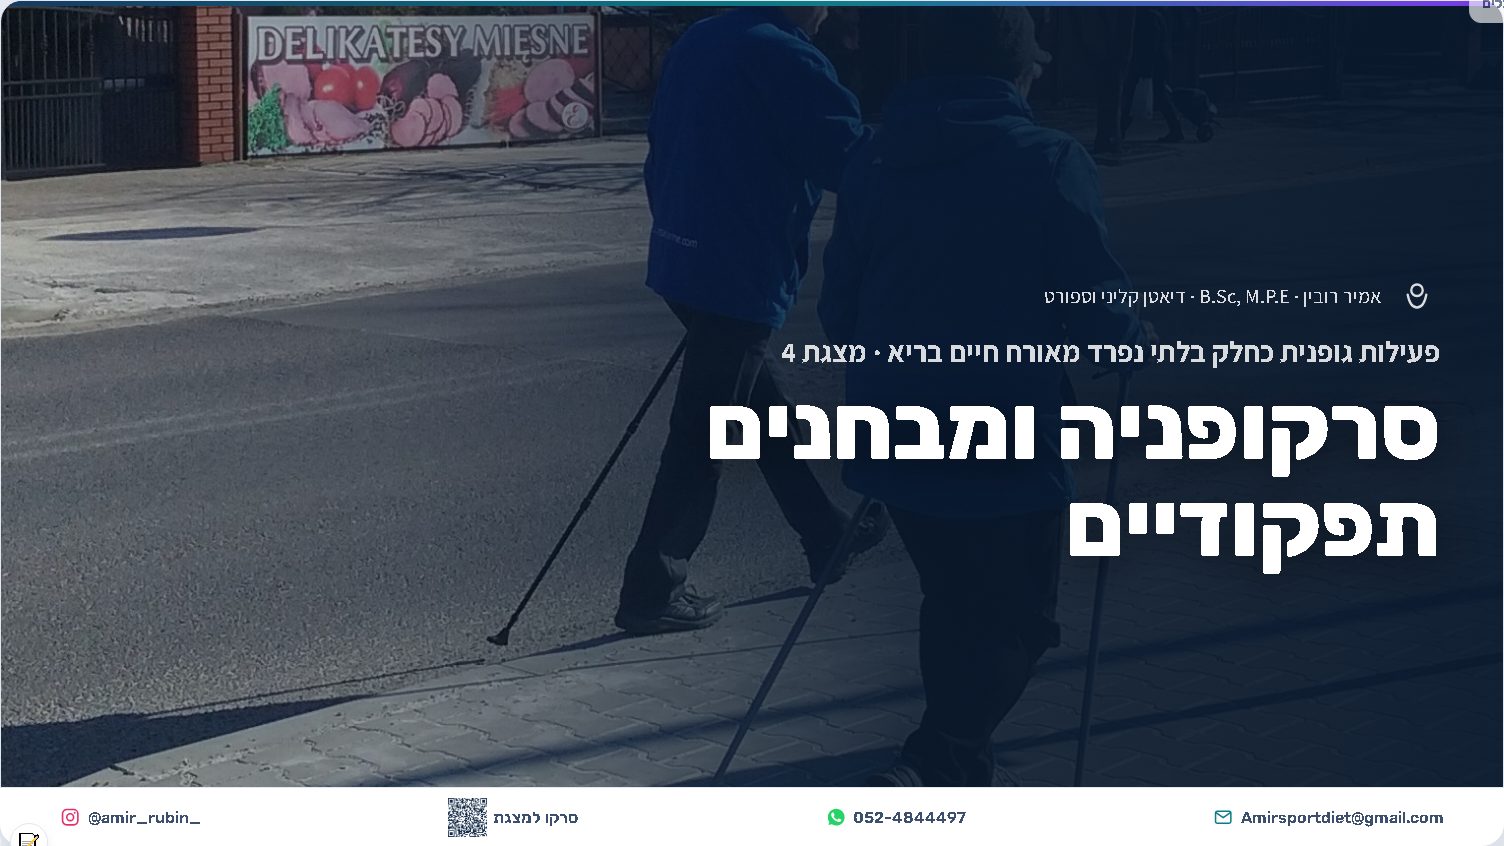 DELIKATESY MIĘSNE
אמיר רובין · B.Sc, M.P.E · דיאטן קליני וספורט
פעילות גופנית כחלק בלתי נפרד מאורח חיים בריא · מצגת 4
סרקופניה ומבחנים
תפקודיים
Amirsportdiet@gmail.com
052-4844497
סרקו למצגת
@amir_rubin_